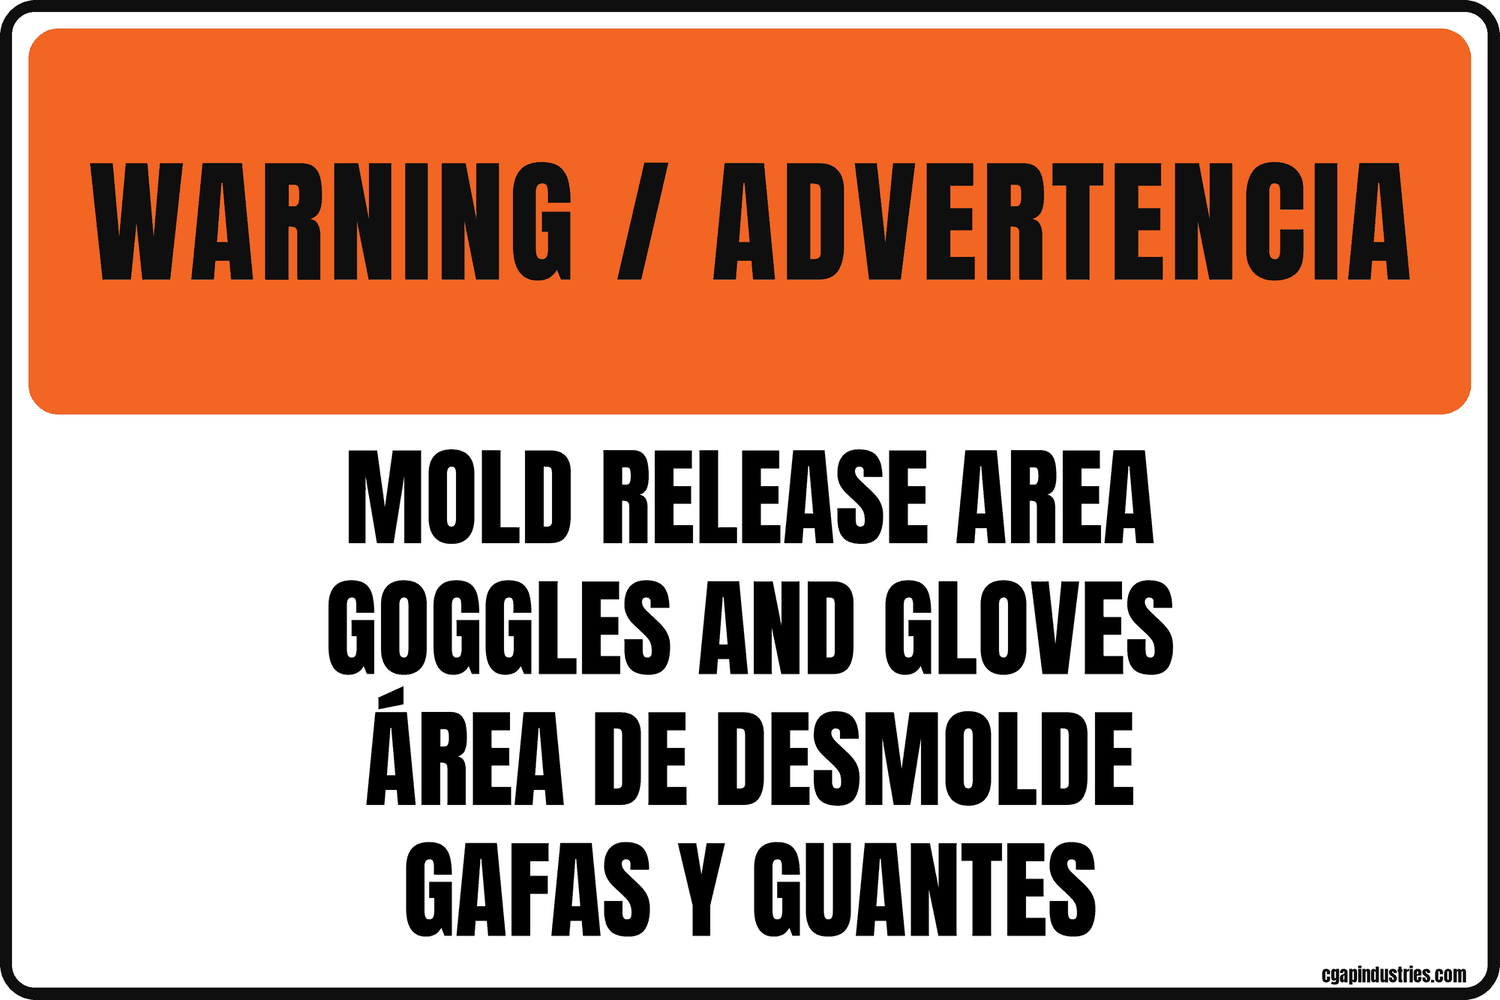 WARNING / ADVERTENCIA
MOLD RELEASE AREA
GOGGLES AND GLOVES
ÁREA DE DESMOLDE
GAFAS Y GUANTES
cgapindustries.com